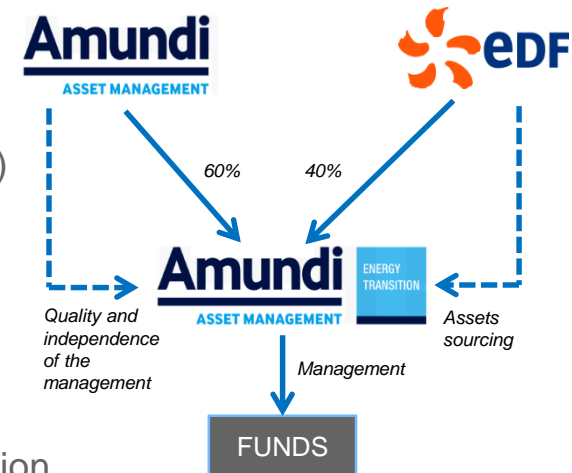 Amundi
ASSET MANAGEMENT
eDF
)
60%
40%
Amundi
ASSET MANAGEMENT
ENERGY
TRANSITION
Quality and
independence
of the
management
Assets
sourcing
Management
FUNDS
ion